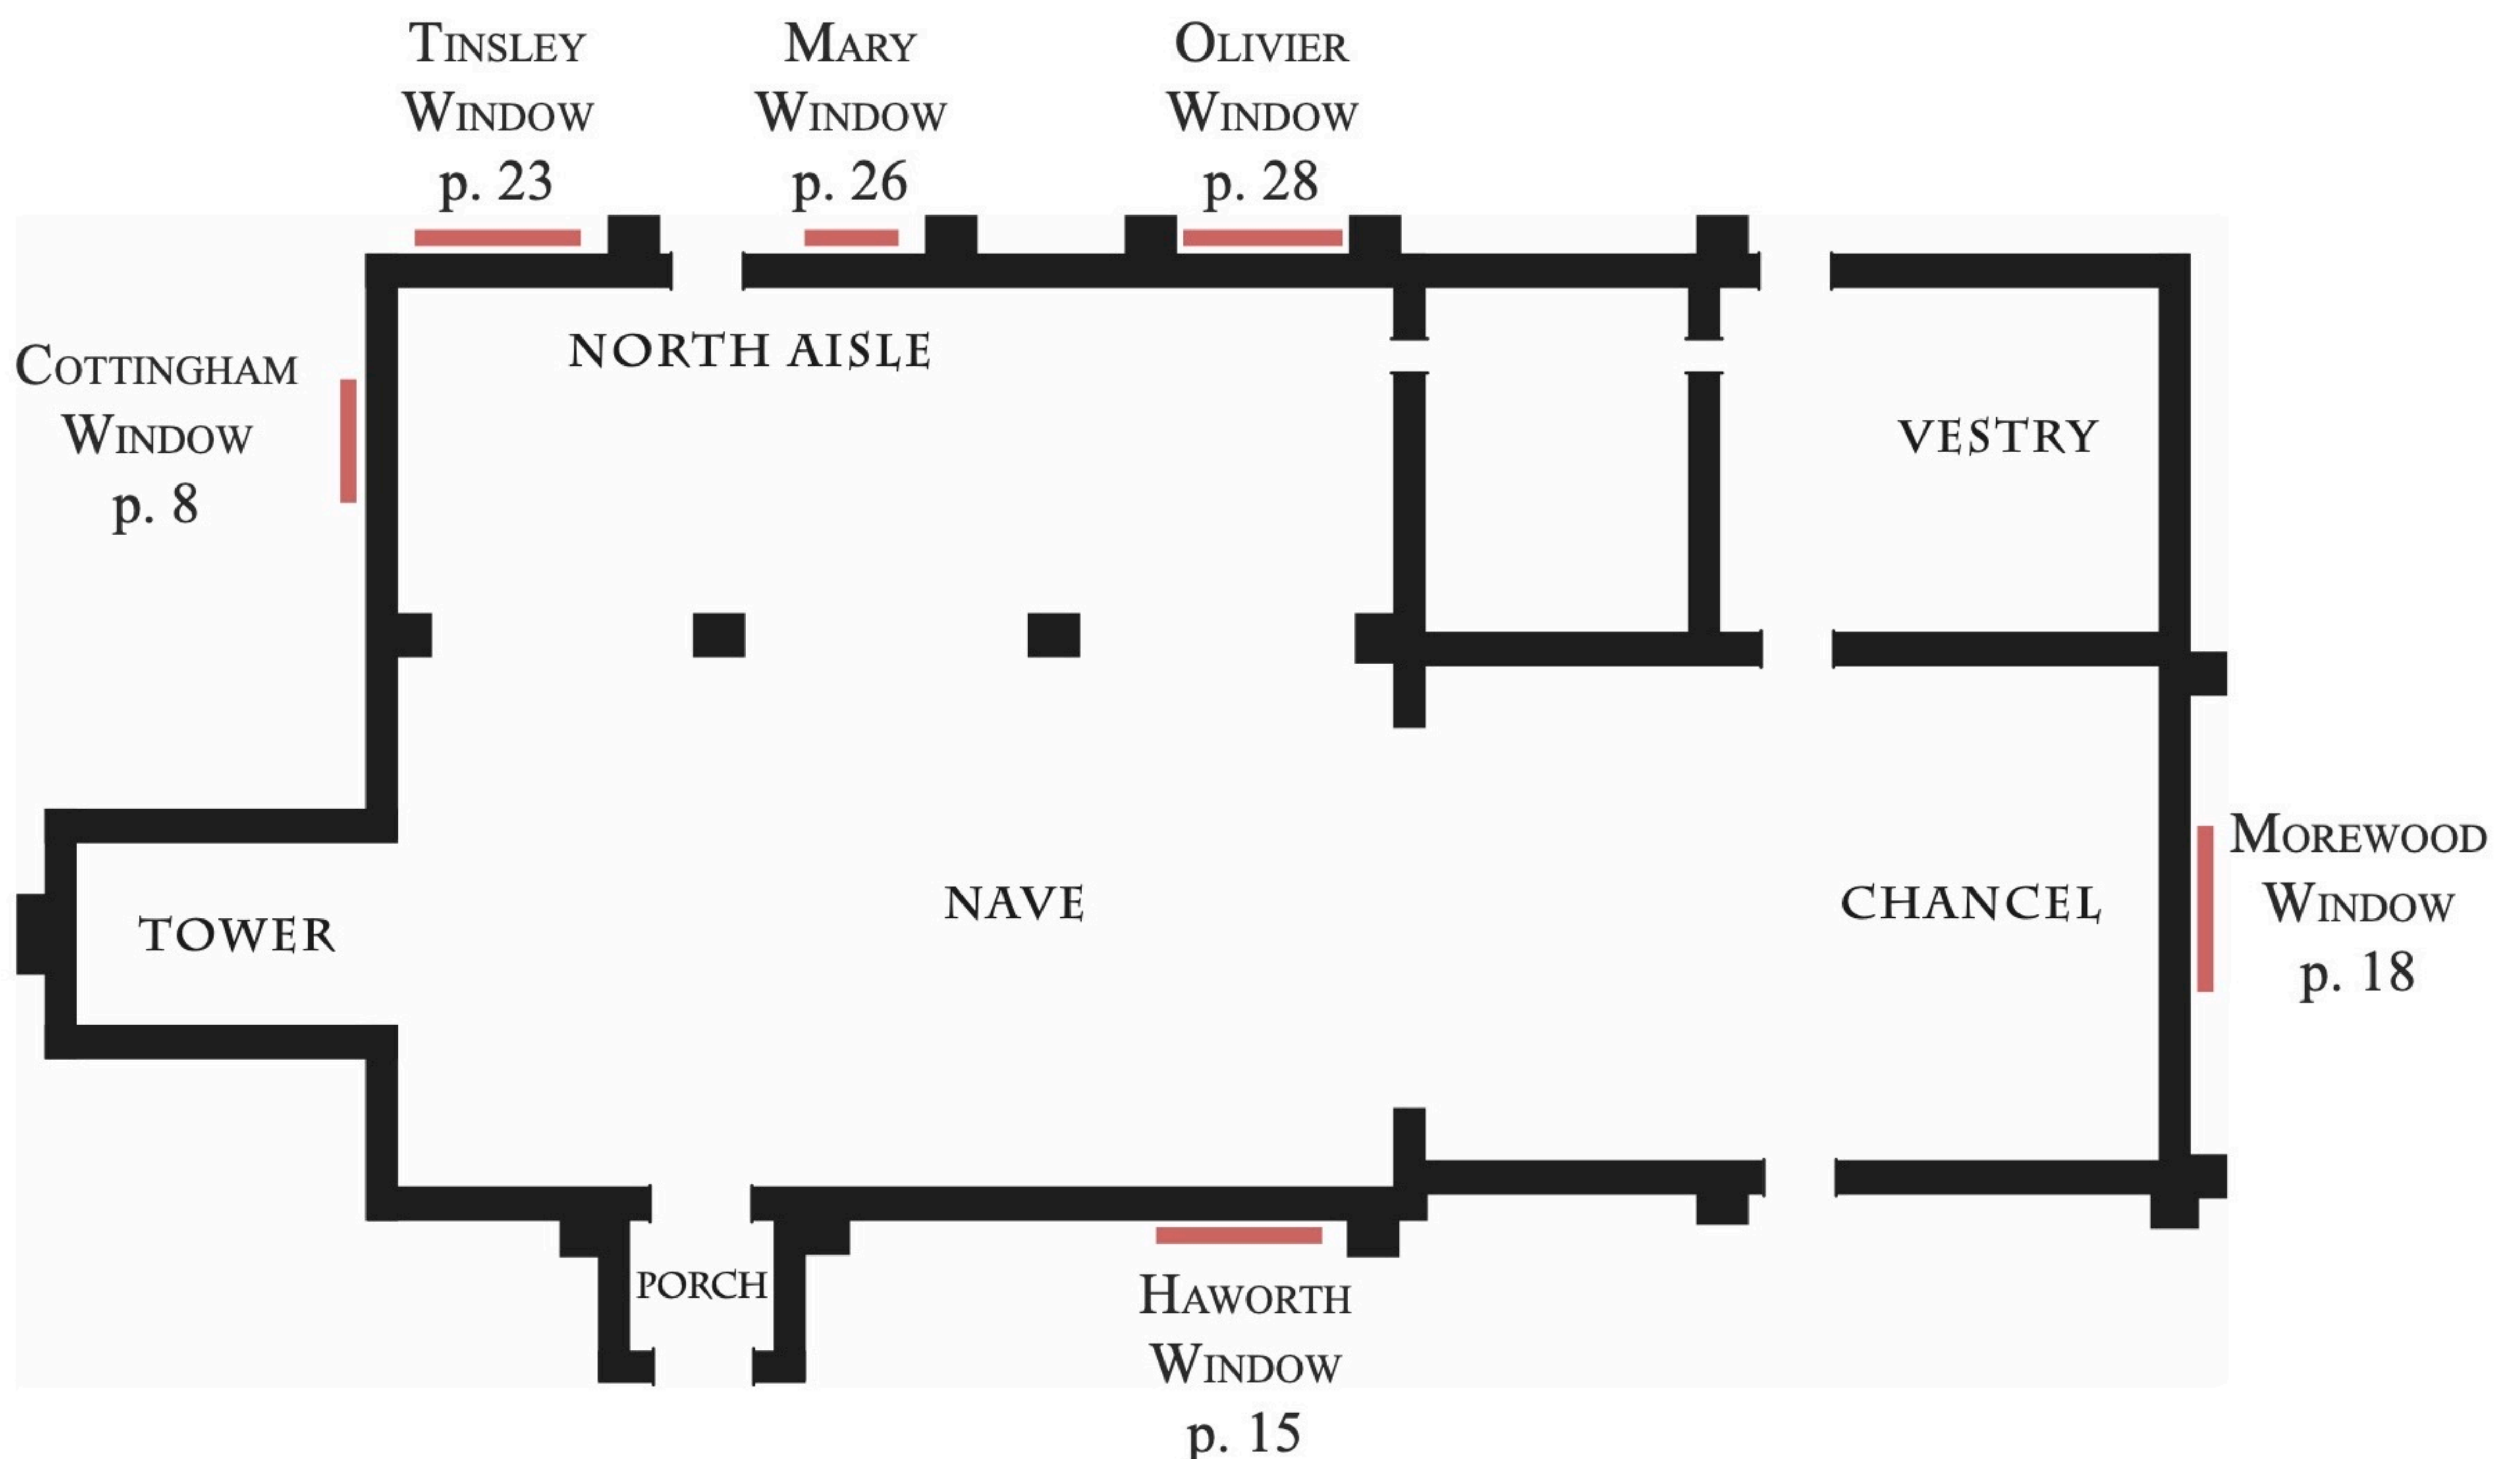 Tinsley
Window
p. 23
Mary
Window
p. 26
Olivier
Window
p. 28
Cottingham
Window
p. 8
NORTH AISLE
VESTRY
TOWER
NAVE
CHANCEL
Morewood
Window
p. 18
PORCH
Haworth
Window
p. 15